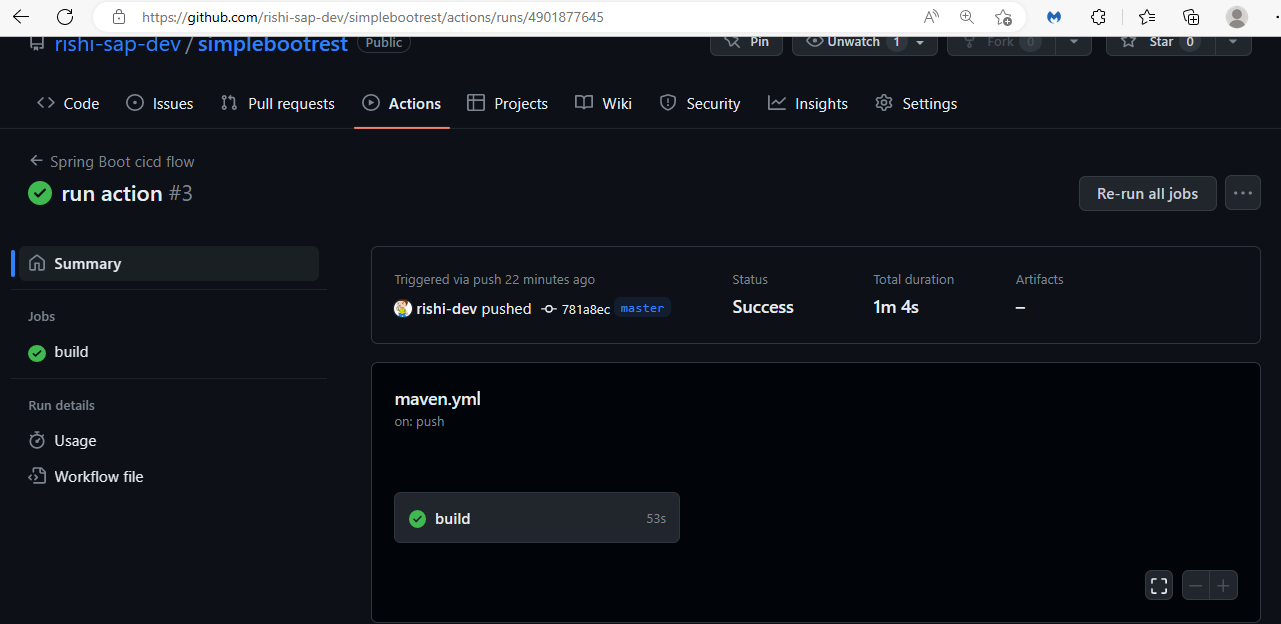 https://github.com/rishi-sap-dev/simplebootrest/actions/runs/4901877645
rishi-sap-dev / simplebootrest Public Pin Unwatch 1 Fork 0 Star 0
Code Issues Pull requests Actions Projects Wiki Security Insights Settings
Spring Boot cicd flow
run action #3
Re-run all jobs
Summary
Jobs
build
Run details
Usage
Workflow file
Triggered via push 22 minutes ago
rishi-dev pushed 781a8ec master
Status
Success
Total duration
1m 4s
Artifacts
–
maven.yml
on: push
build 53s